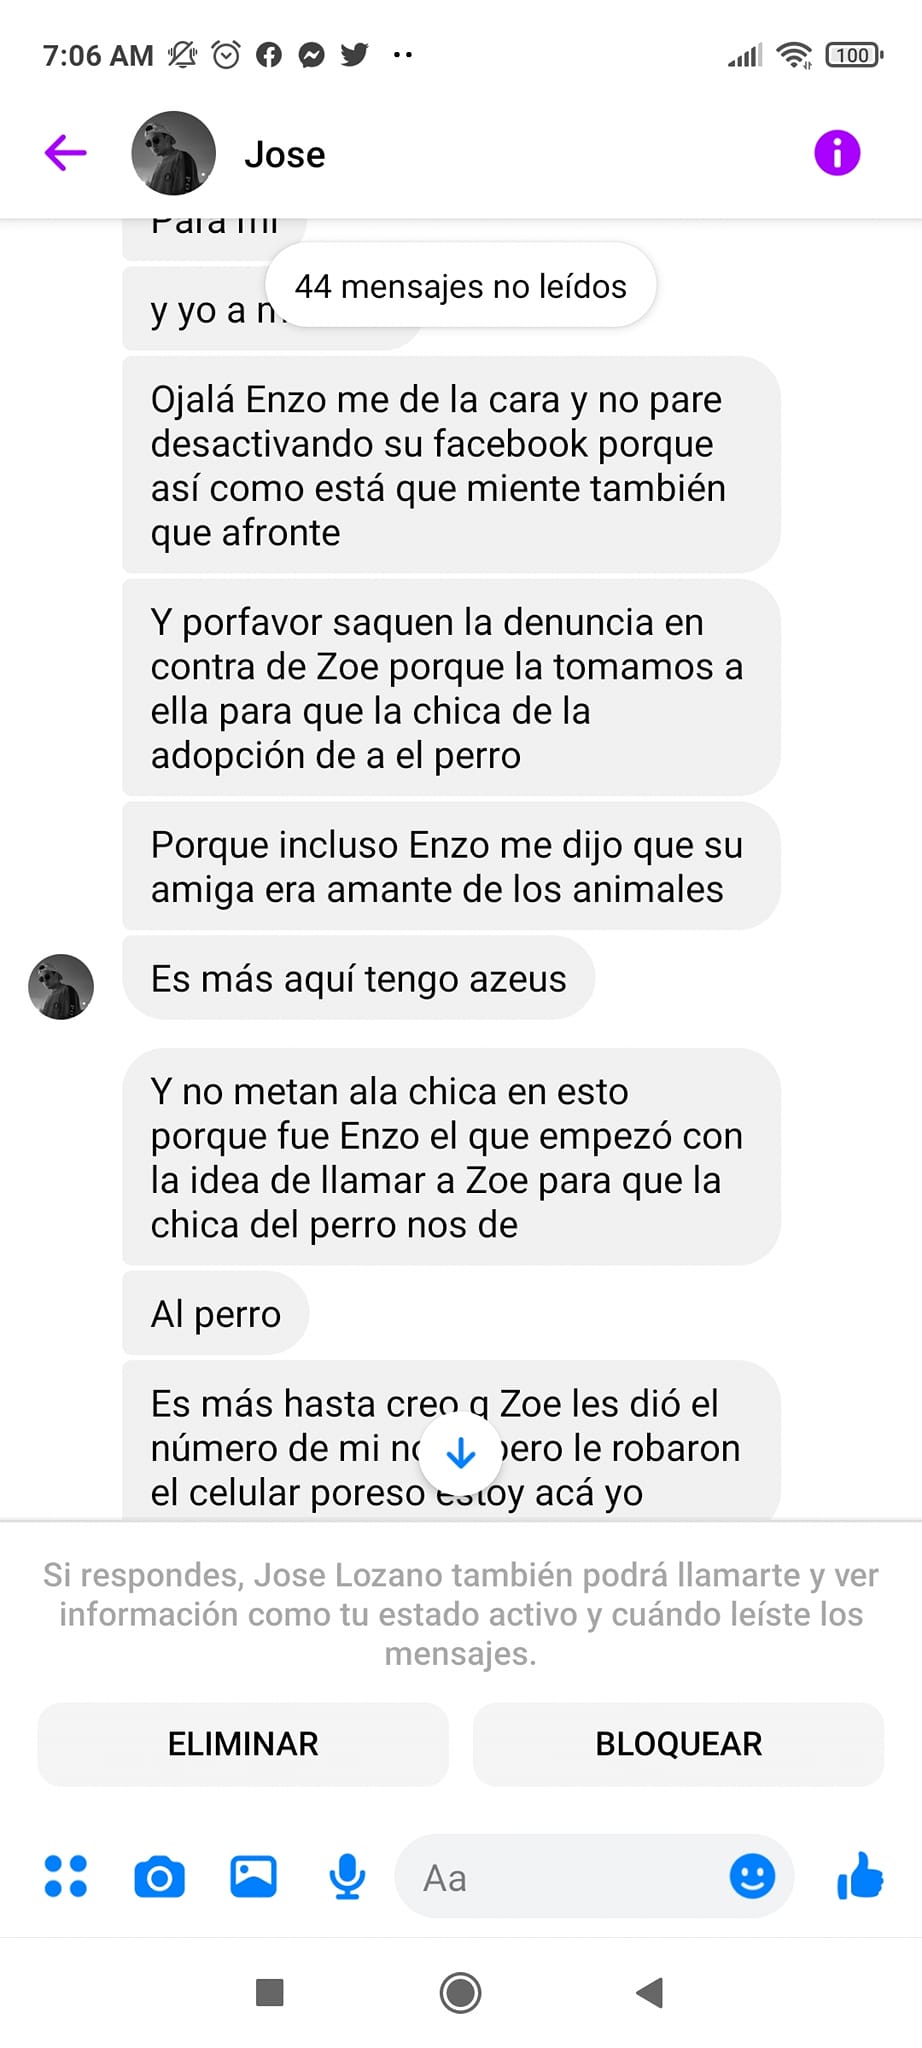 7:06 AM
100
Jose
Para mi
44 mensajes no leídos
y yo a
Ojalá Enzo me de la cara y no pare
desactivando su facebook porque
así como está que miente también
que afronte
Y porfavor saquen la denuncia en
contra de Zoe porque la tomamos a
ella para que la chica de la
adopción de a el perro
Porque incluso Enzo me dijo que su
amiga era amante de los animales
Es más aquí tengo azeus
Y no metan ala chica en esto
porque fue Enzo el que empezó con
la idea de llamar a Zoe para que la
chica del perro nos de
Al perro
Es más hasta creo q Zoe les dió el
número de mi pero le robaron
el celular poreso estoy acá yo
Si respondes, Jose Lozano también podrá llamarte y ver
información como tu estado activo y cuándo leíste los
mensajes.
ELIMINAR
BLOQUEAR
Aa